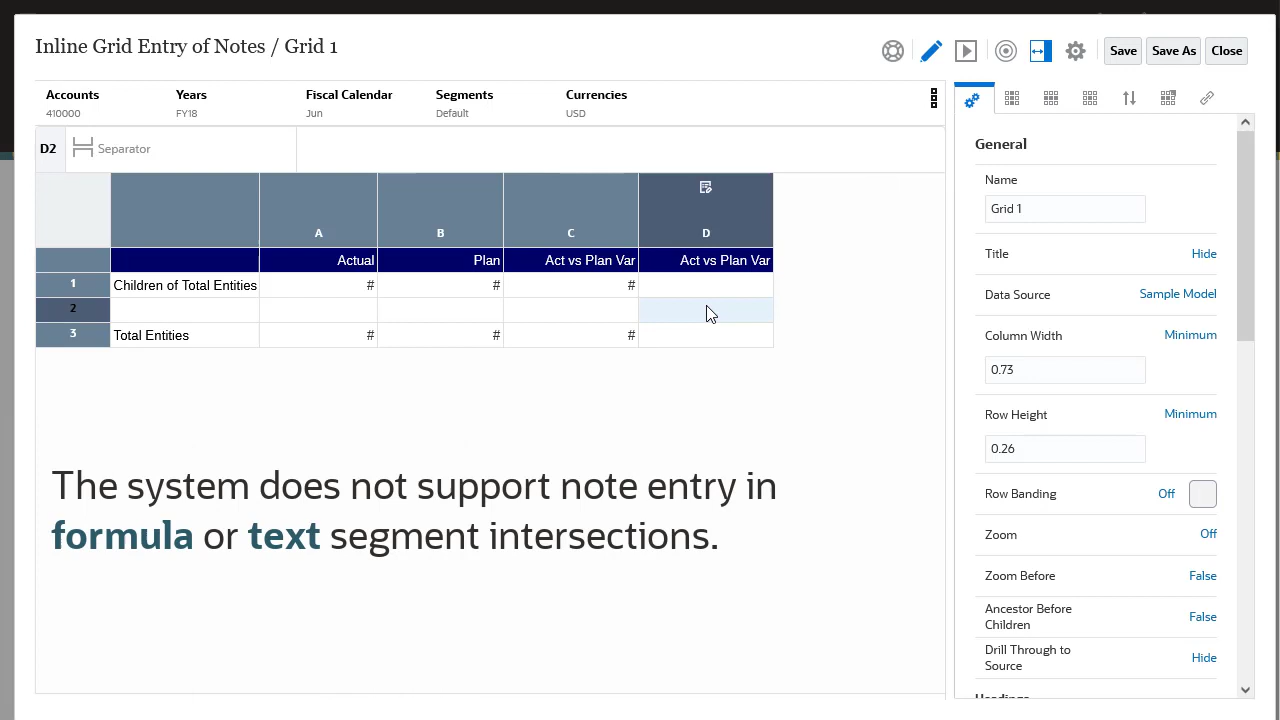 Inline Grid Entry of Notes / Grid 1
Save
Save As
Close
Accounts
Years
Fiscal Calendar
Segments
Currencies
410000
FY18
Jun
Default
USD
D2
Separator
A
B
C
D
Actual
Plan
Act vs Plan Var
Act vs Plan Var
1
Children of Total Entities
#
#
#
2
3
Total Entities
#
#
#
The system does not support note entry in
formula or text segment intersections.
General
Name
Grid 1
Title
Hide
Data Source
Sample Model
Column Width
Minimum
0.73
Row Height
Minimum
0.26
Row Banding
Off
Zoom
Off
Zoom Before
False
Ancestor Before
Children
False
Drill Through to
Source
Hide
Headings